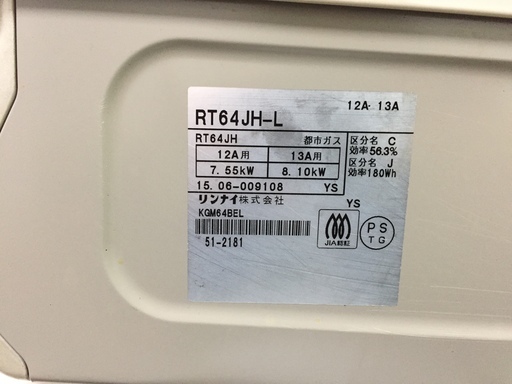 12A・13A
RT64JH-L
RT64JH 都市ガス
12A用 13A用
7.55kW 8.10kW
区分名 C
効率56.3%
区分名 J
効率180Wh
15.06-009108 YS
リンナイ株式会社
YS
KGM64BEL
51-2181
JIA認証
PS
TG